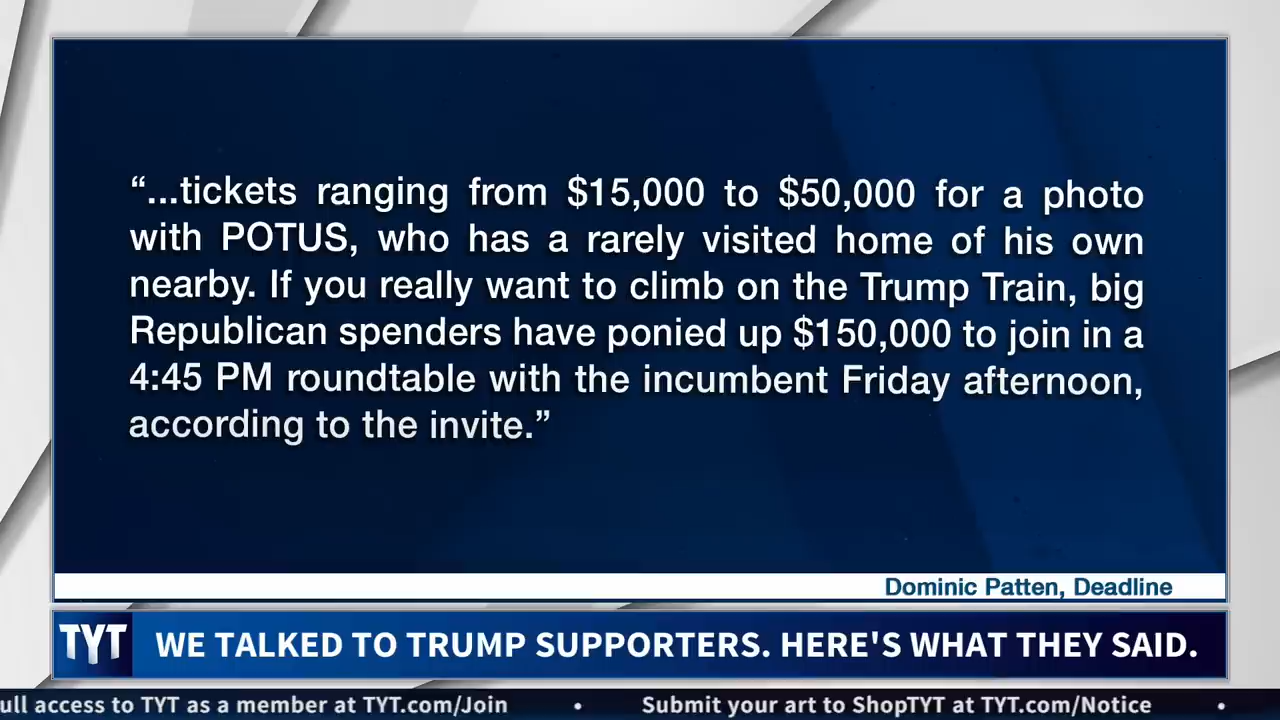 “...tickets ranging from $15,000 to $50,000 for a photo
with POTUS, who has a rarely visited home of his own
nearby. If you really want to climb on the Trump Train, big
Republican spenders have ponied up $150,000 to join in a
4:45 PM roundtable with the incumbent Friday afternoon,
according to the invite.”
Dominic Patten, Deadline
TYT WE TALKED TO TRUMP SUPPORTERS. HERE'S WHAT THEY SAID.
ull access to TYT as a member at TYT.com/Join • Submit your art to ShopTYT at TYT.com/Notice •